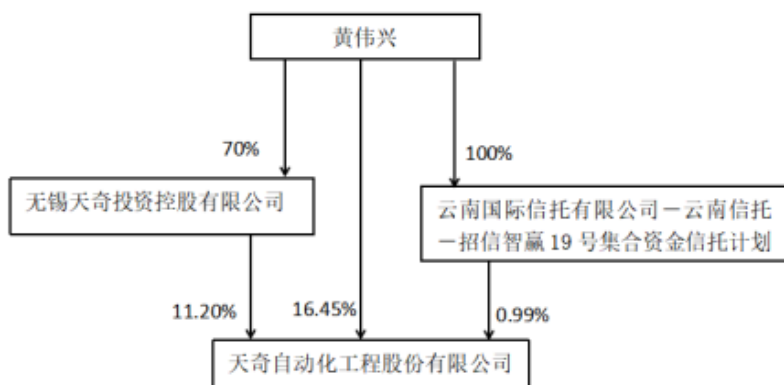 黄伟兴
70%
100%
无锡天奇投资控股有限公司
云南国际信托有限公司－云南信托
－招信智赢 19 号集合资金信托计划
11.20%
16.45%
0.99%
天奇自动化工程股份有限公司